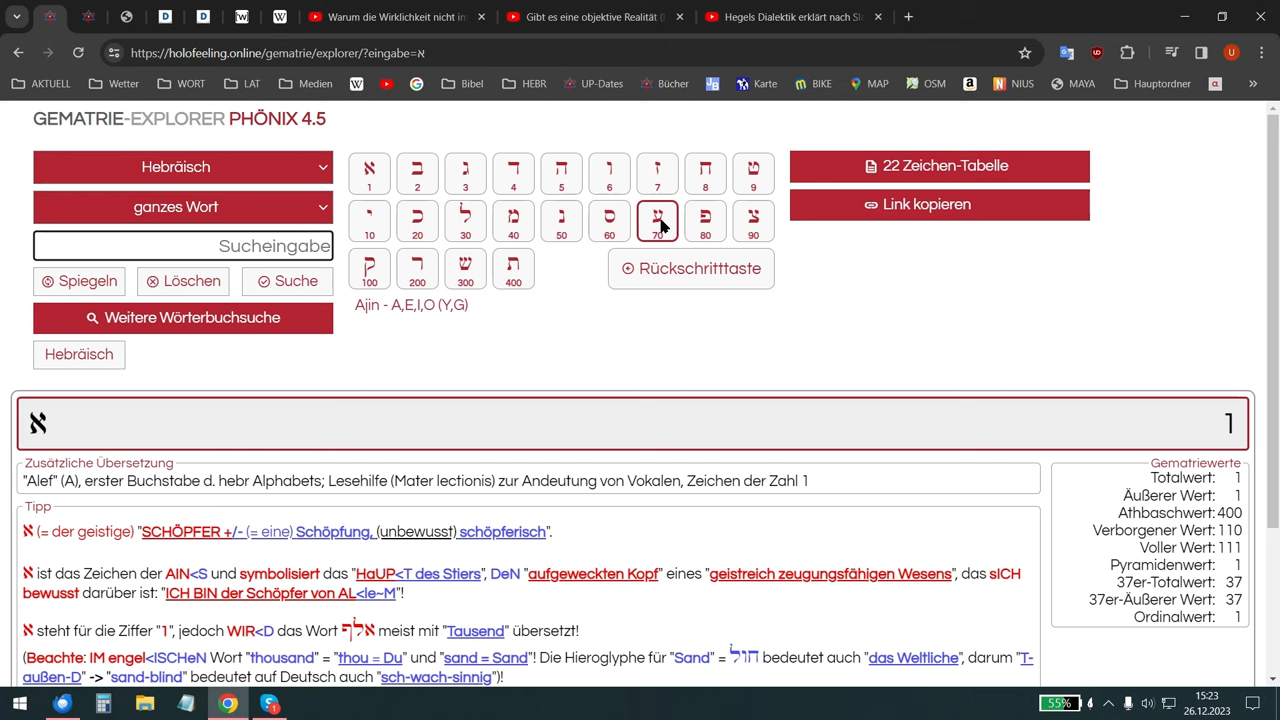 Warum die Wirklichkeit nicht in
Gibt es eine objektive Realität (
Hegels Dialektik erklärt nach Sl
https://holofeeling.online/gematrie/explorer/?eingabe=א
AKTUELL Wetter WORT LAT Medien Bibel HEBR UP-Dates Bücher Karte BIKE MAP OSM NIUS MAYA Hauptordner
GEMATRIE-EXPLORER PHÖNIX 4.5
Hebräisch
ganzes Wort
Sucheingabe
Spiegeln Löschen Suche
Weitere Wörterbuchsuche
Hebräisch
א ב ג ד ה ו ז ח ט
1 2 3 4 5 6 7 8 9
י כ ל מ נ ס ע פ צ
10 20 30 40 50 60 70 80 90
ק ר ש ת
100 200 300 400
Rückschritttaste
Ajin - A,E,I,O (Y,G)
22 Zeichen-Tabelle
Link kopieren
א 1
Zusätzliche Übersetzung
"Alef" (A), erster Buchstabe d. hebr Alphabets; Lesehilfe (Mater lectionis) zur Andeutung von Vokalen, Zeichen der Zahl 1
Tipp
א (= der geistige) "SCHÖPFER +/- (= eine) Schöpfung, (unbewusst) schöpferisch".
א ist das Zeichen der AIN<S und symbolisiert das "HaUP<T des Stiers", DeN "aufgeweckten Kopf" eines "geistreich zeugungsfähigen Wesens", das sICH
bewusst darüber ist: "ICH BIN der Schöpfer von AL<le~M"!
א steht für die Ziffer "1", jedoch WIR<D das Wort אלף meist mit "Tausend" übersetzt!
(Beachte: IM engel<ISCHeN Wort "thousand" = "thou = Du" und "sand = Sand"! Die Hieroglyphe für "Sand" = חול bedeutet auch "das Weltliche", darum "T-
außen-D" -> "sand-blind" bedeutet auf Deutsch auch "sch-wach-sinnig")!
Gematriewerte
Totalwert: 1
Äußerer Wert: 1
Athbaschwert: 400
Verborgener Wert: 110
Voller Wert: 111
Pyramidenwert: 1
37er-Totalwert: 37
37er-Äußerer Wert: 37
Ordinalwert: 1
55%
15:23
26.12.2023